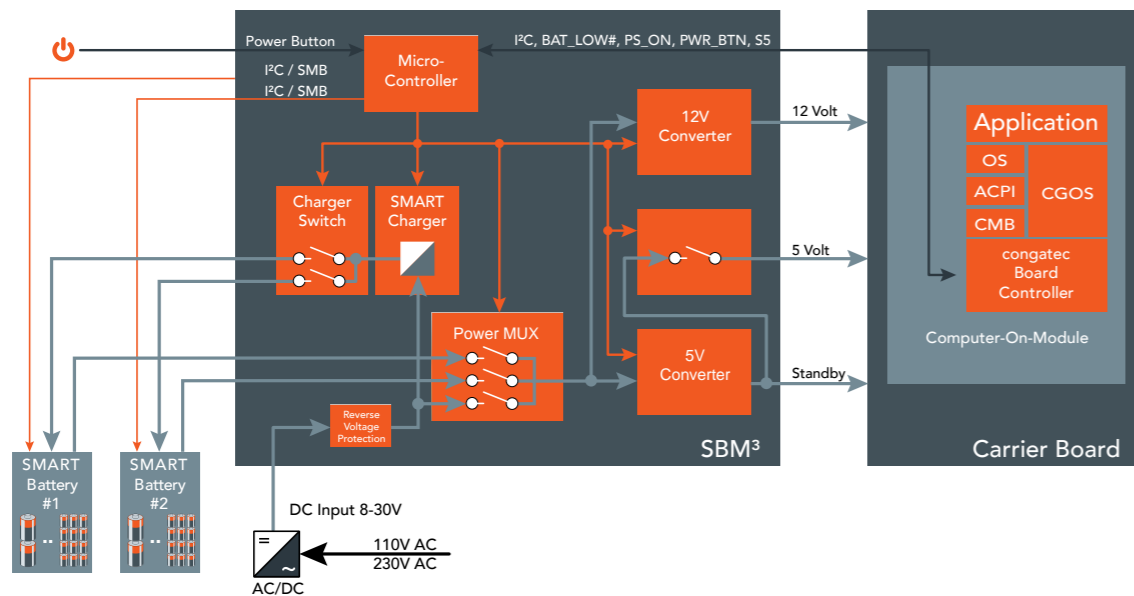 Power Button
I²C / SMB
I²C / SMB
Micro-
Controller
I²C, BAT_LOW#, PS_ON, PWR_BTN, S5
12V
Converter
12 Volt
Charger
Switch
SMART
Charger
5 Volt
Power MUX
5V
Converter
Standby
Reverse
Voltage
Protection
SBM³
Application
OS
ACPI
CMB
CGOS
congatec
Board
Controller
Computer-On-Module
Carrier Board
SMART
Battery
#1
..
SMART
Battery
#2
..
DC Input 8-30V
=
~
110V AC
230V AC
AC/DC